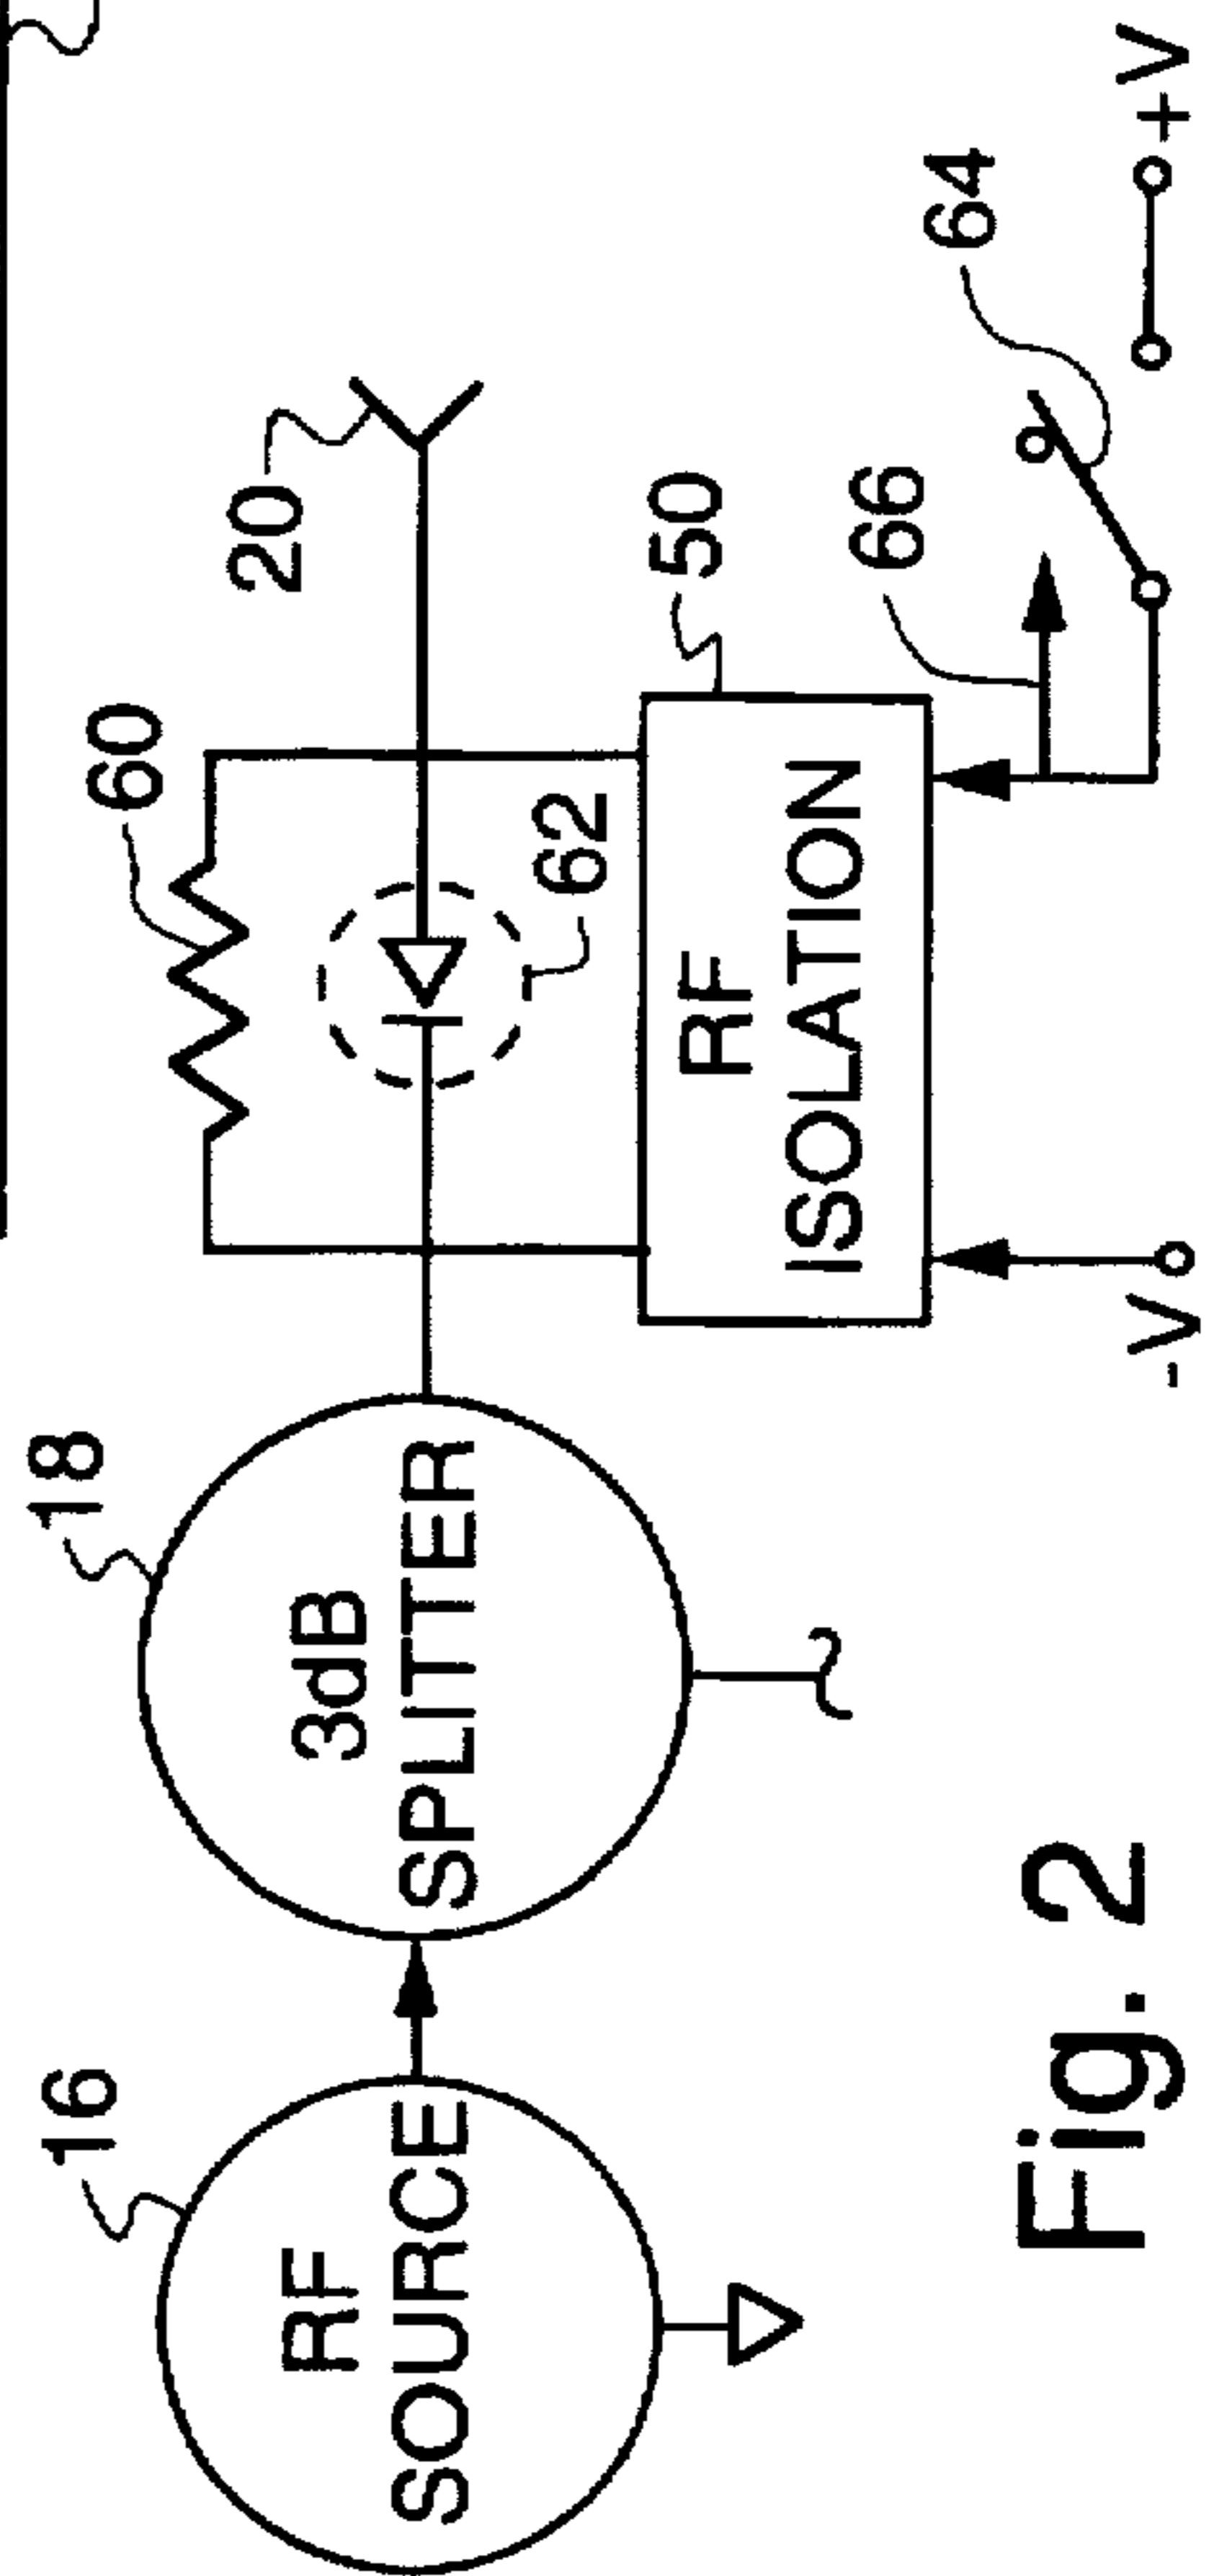 16
RF
SOURCE
18
3dB
SPLITTER
60
62
20
RF
ISOLATION
50
66
64
-V
+V
Fig. 2